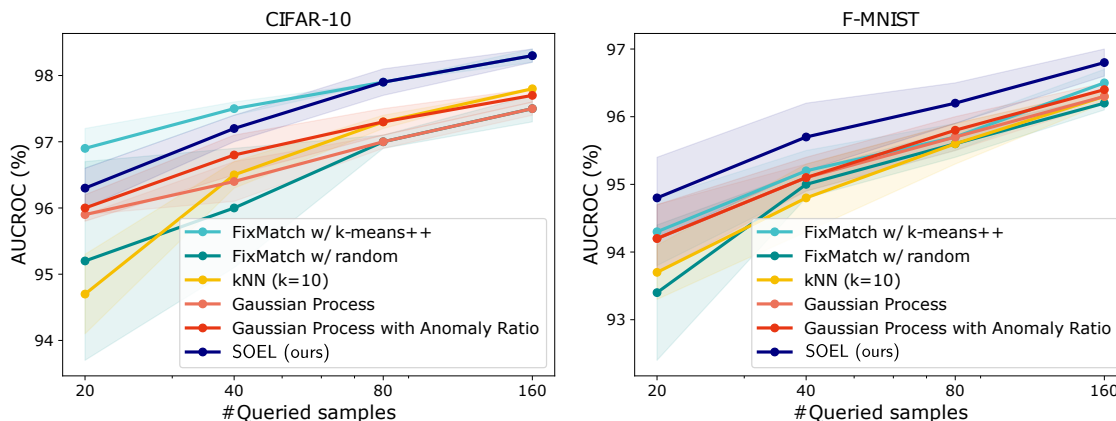 CIFAR-10
AUCROC (%)
98
97
96
95
94
20
40
80
160
#Queried samples
FixMatch w/ k-means++
FixMatch w/ random
kNN (k=10)
Gaussian Process
Gaussian Process with Anomaly Ratio
SOEL (ours)
F-MNIST
AUCROC (%)
97
96
95
94
93
20
40
80
160
#Queried samples
FixMatch w/ k-means++
FixMatch w/ random
kNN (k=10)
Gaussian Process
Gaussian Process with Anomaly Ratio
SOEL (ours)